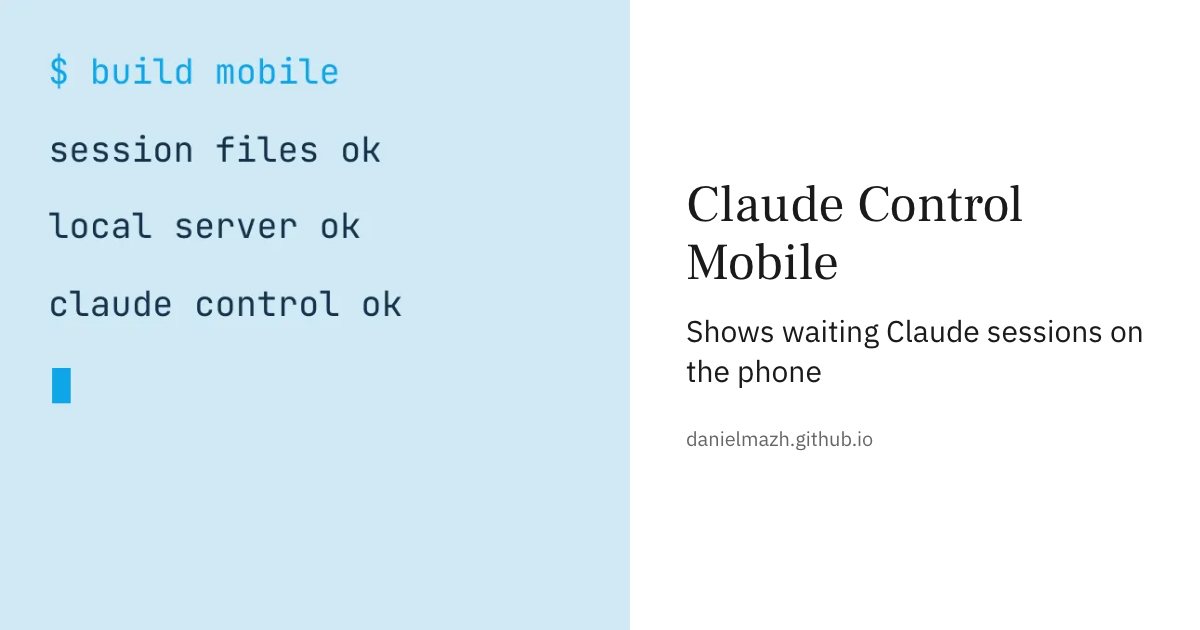 $ build mobile
session files ok
local server ok
claude control ok
Claude Control
Mobile
Shows waiting Claude sessions on
the phone
danielmazh.github.io